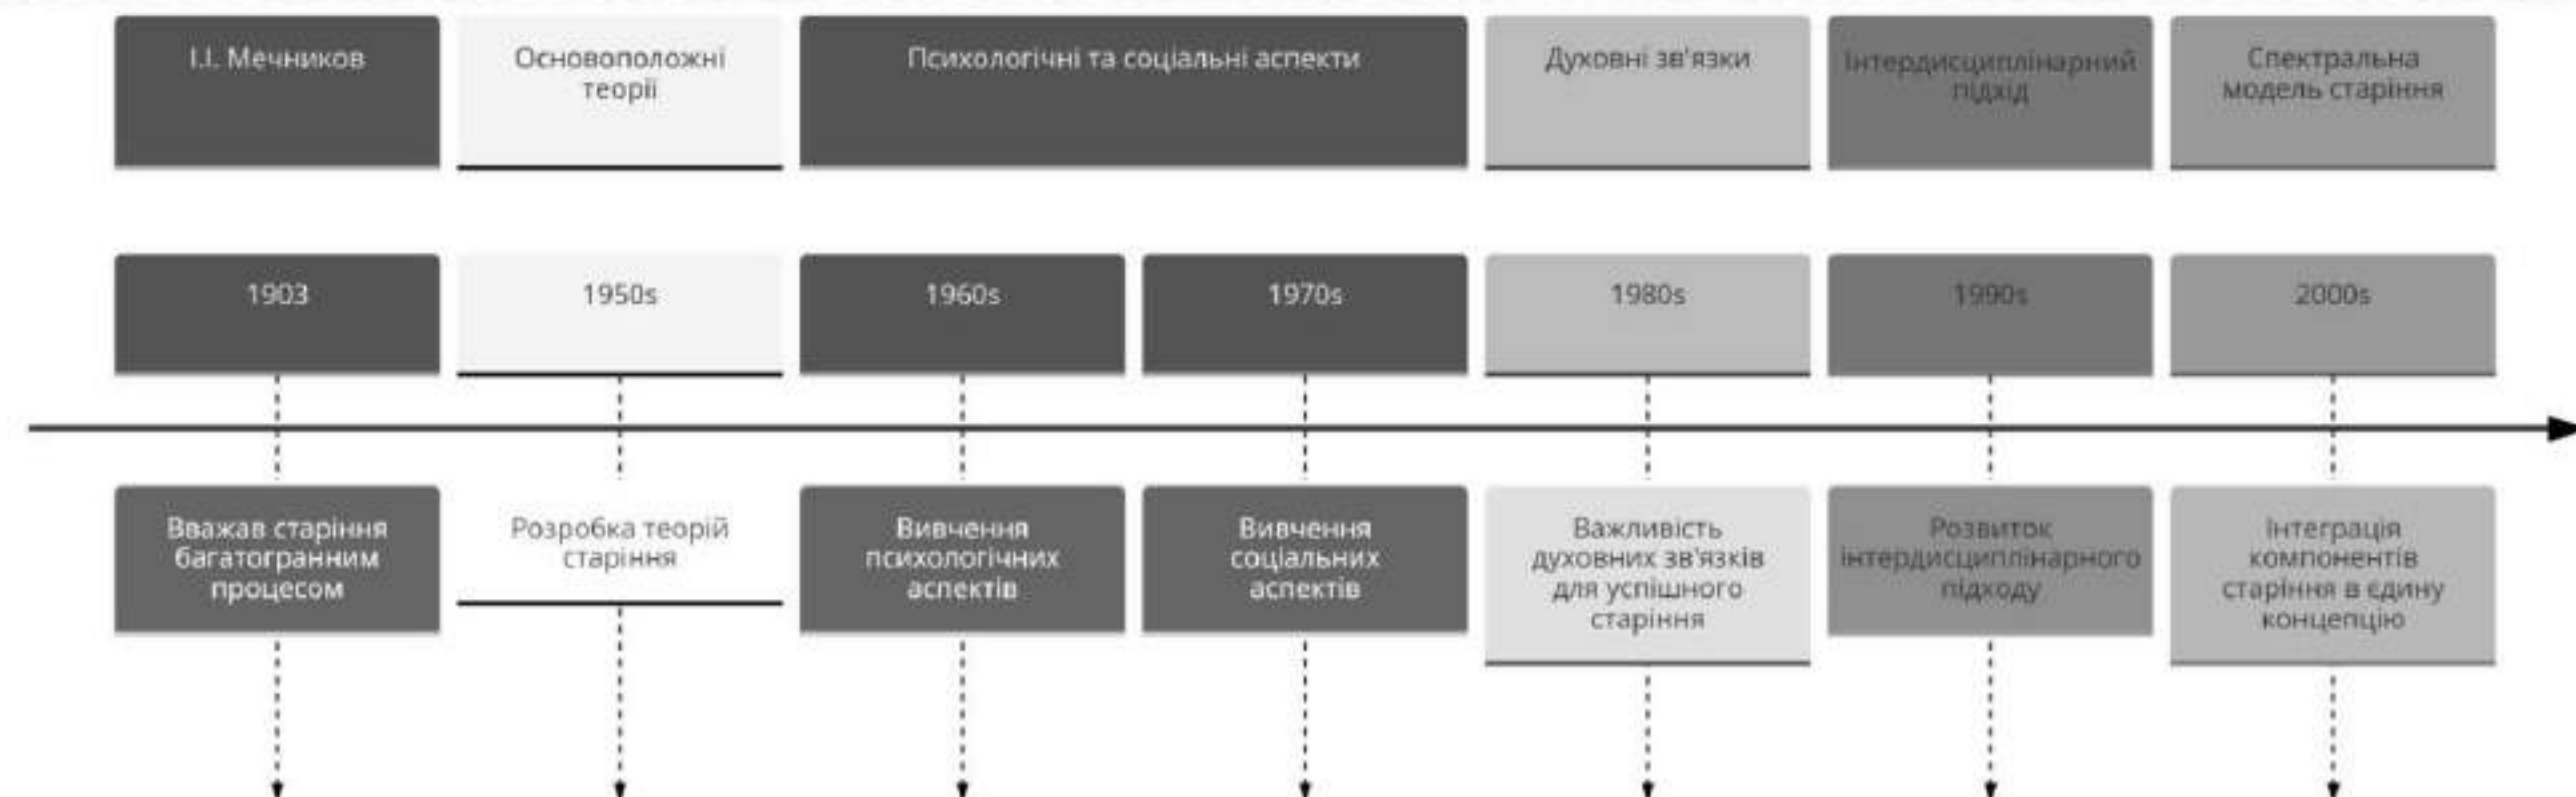 І.І. Мечников
Основоположні
теорії
Психологічні та соціальні аспекти
Духовні зв'язки
Інтердисциплінарний
підхід
Спектральна
модель старіння
1903
1950s
1960s
1970s
1980s
1990s
2000s
Вважав старіння
багатогранним
процесом
Розробка теорій
старіння
Вивчення
психологічних
аспектів
Вивчення
соціальних
аспектів
Важливість
духовних зв'язків
для успішного
старіння
Розвиток
інтердисциплінарного
підходу
Інтеграція
компонентів
старіння в єдину
концепцію